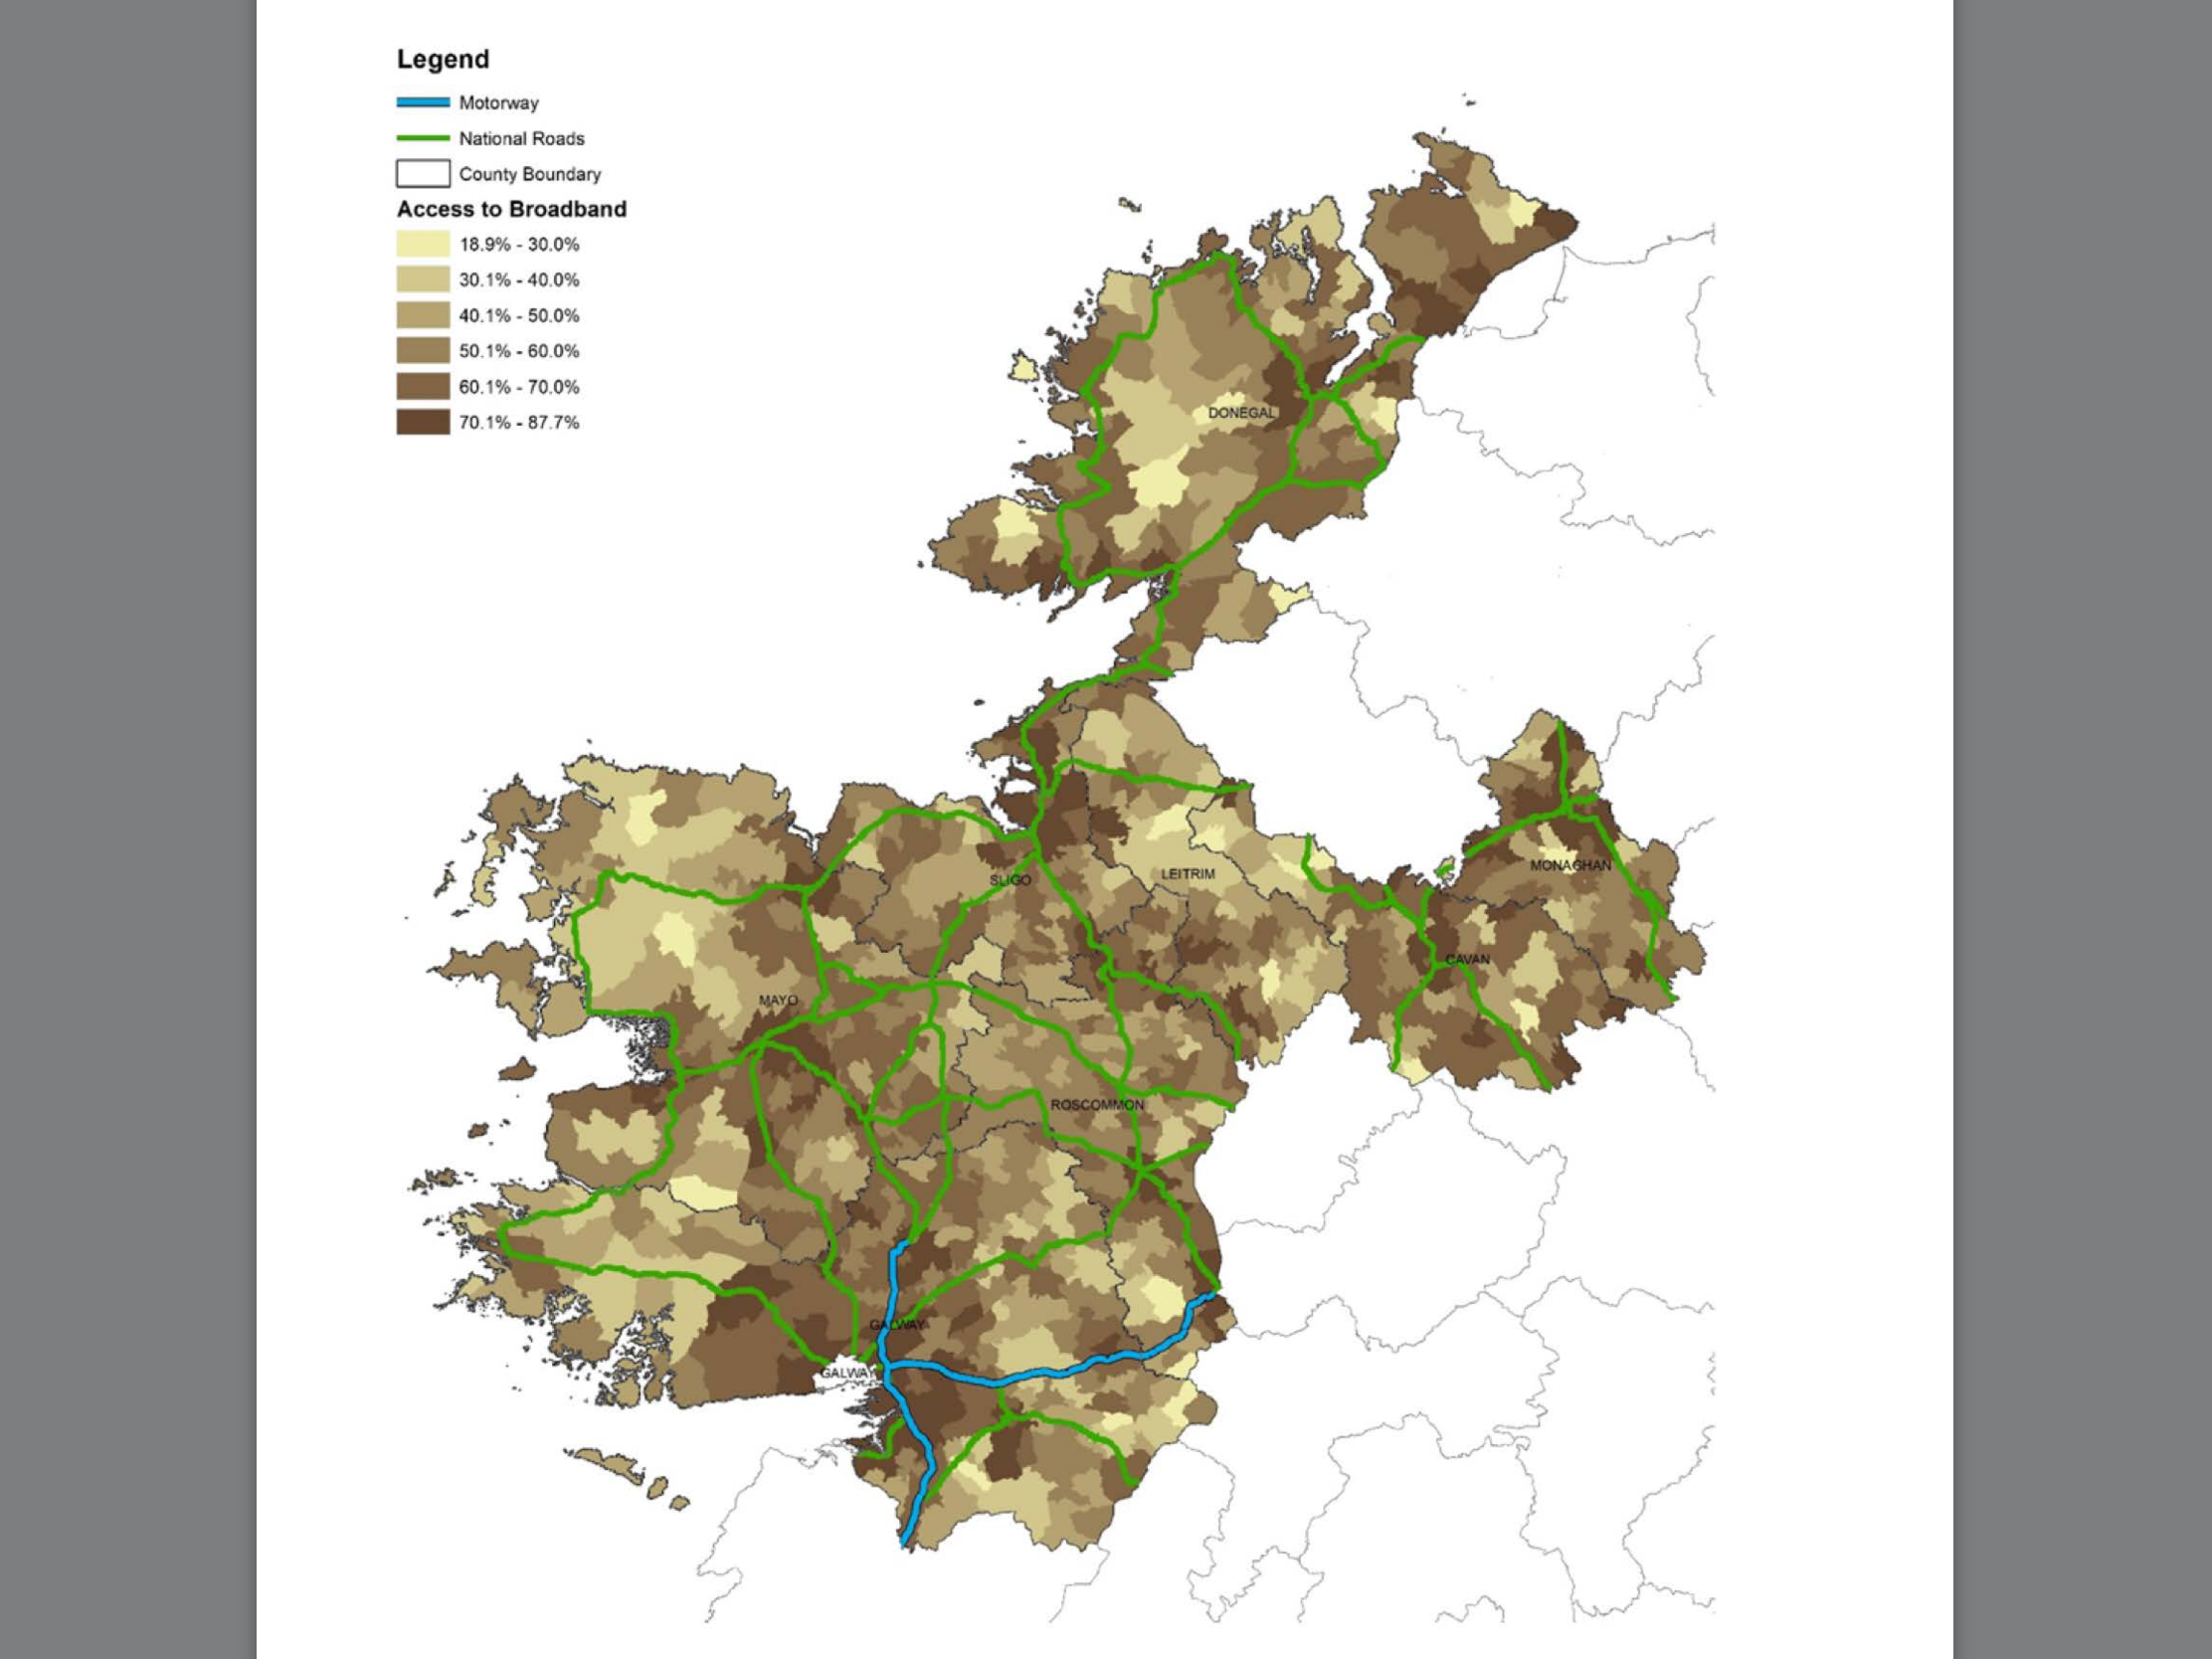 Legend
Motorway
National Roads
County Boundary
Access to Broadband
18.9% - 30.0%
30.1% - 40.0%
40.1% - 50.0%
50.1% - 60.0%
60.1% - 70.0%
70.1% - 87.7%
DONEGAL
MONAGHAN
LEITRIM
SLIGO
CAVAN
MAYO
ROSCOMMON
GALWAY
GALWAY